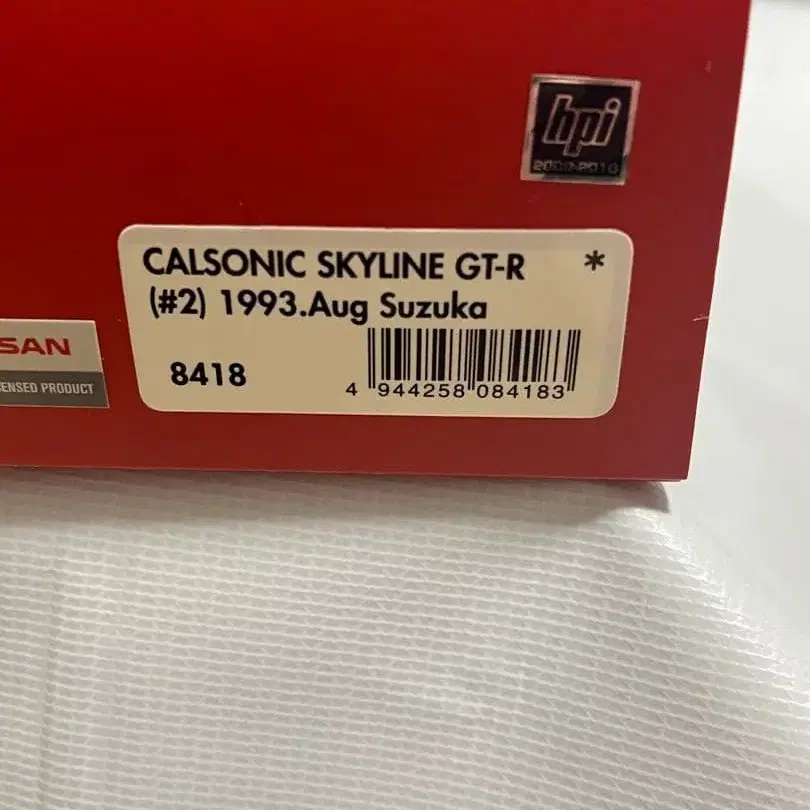 hpi
2000-2010
CALSONIC SKYLINE GT-R *
(#2) 1993.Aug Suzuka
8418
4 944258 084183
SAN
ENSED PRODUCT